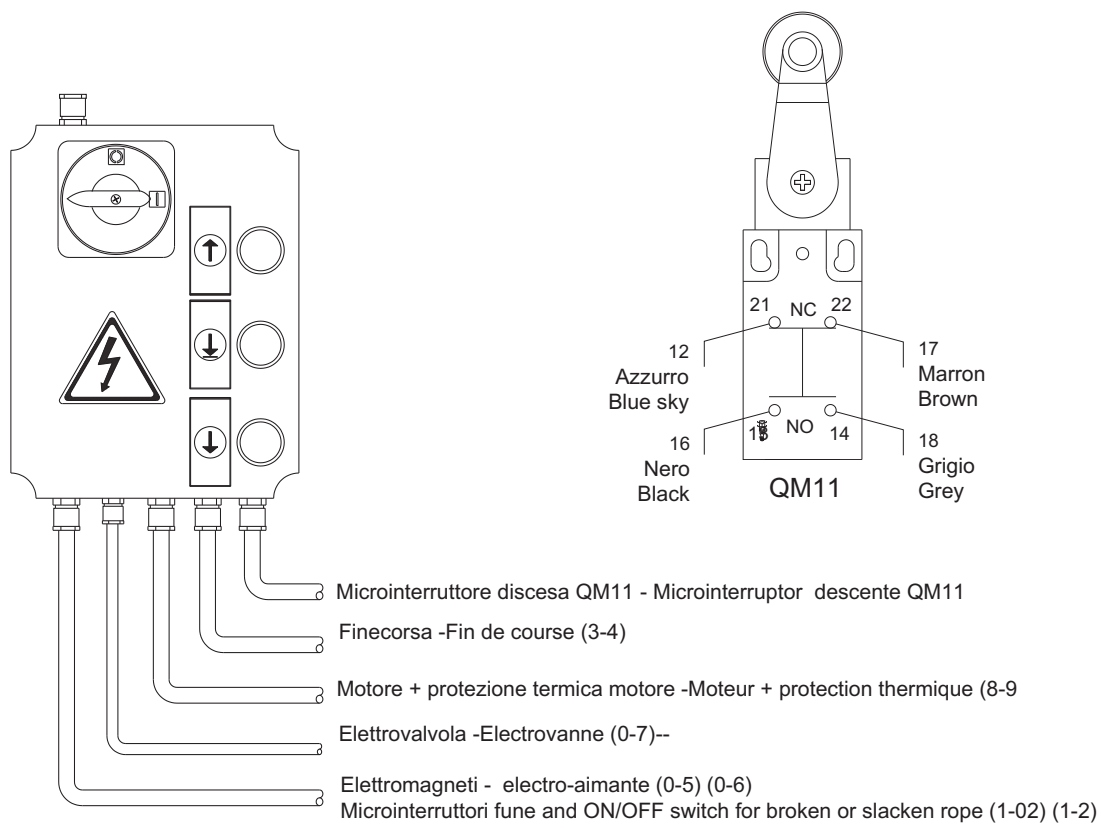 21 NC 22
12
Azzurro
Blue sky
17
Marron
Brown
NO 14
16
Nero
Black
18
Grigio
Grey
QM11
Microinterruttore discesa QM11 - Microinterruptor descente QM11
Finecorsa -Fin de course (3-4)
Motore + protezione termica motore -Moteur + protection thermique (8-9
Elettrovalvola -Electrovanne (0-7)--
Elettromagneti - electro-aimante (0-5) (0-6)
Microinterruttori fune and ON/OFF switch for broken or slacken rope (1-02) (1-2)